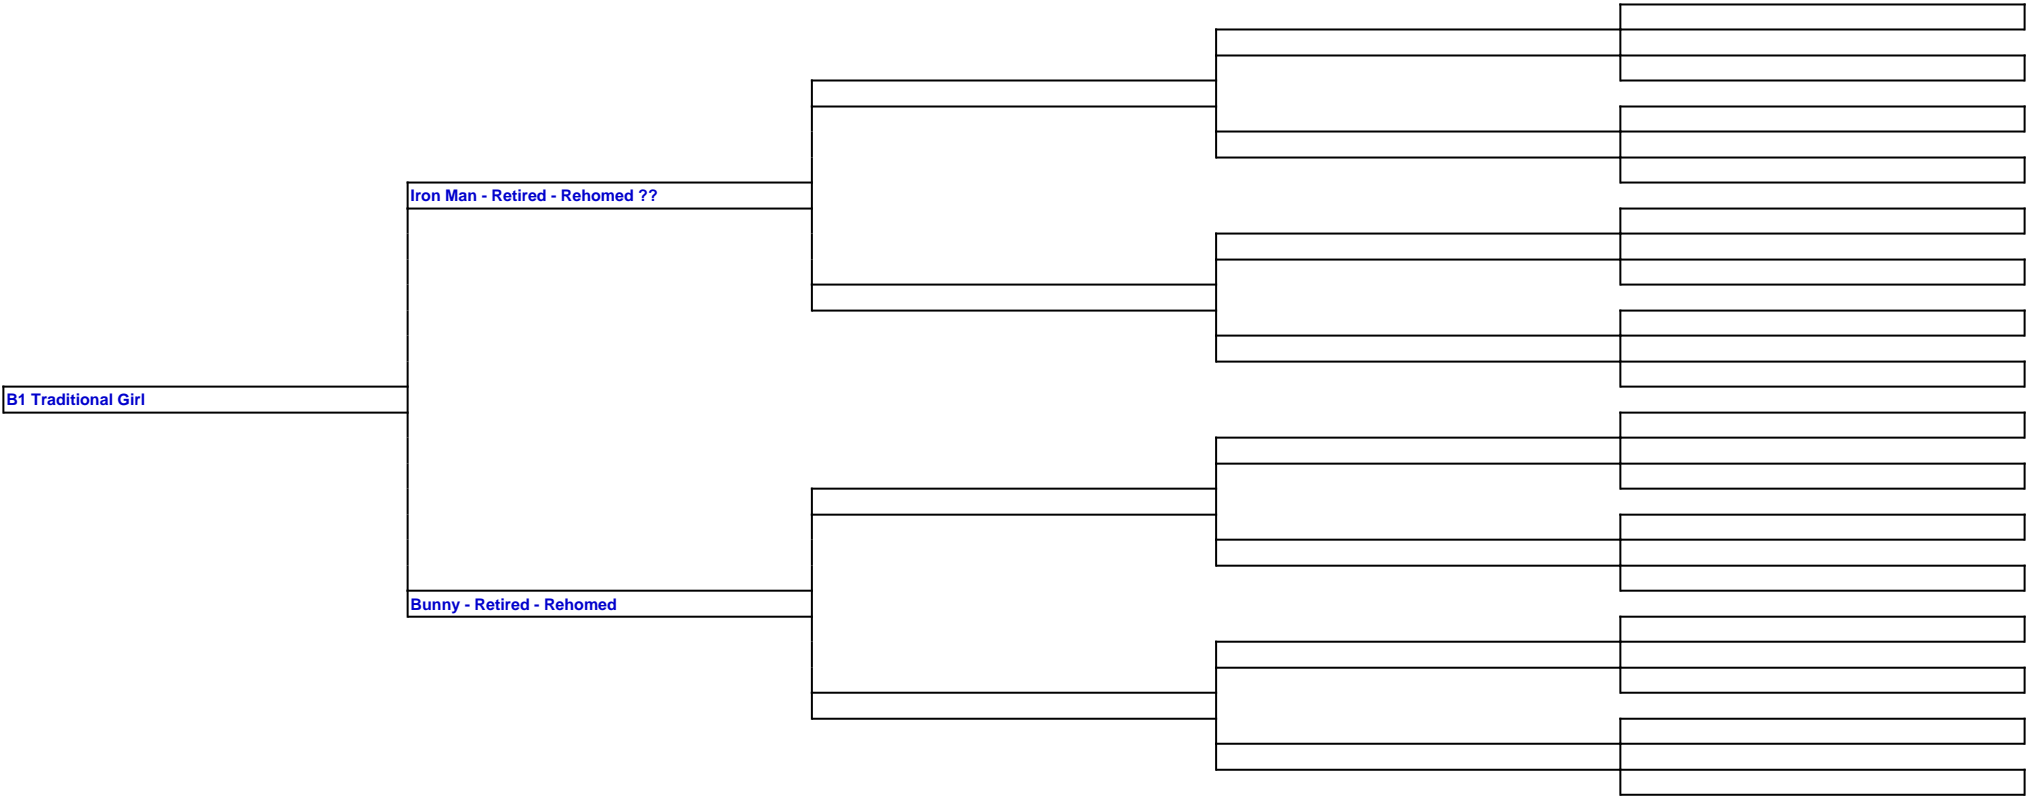 Iron Man - Retired - Rehomed ??
B1 Traditional Girl
Bunny - Retired - Rehomed